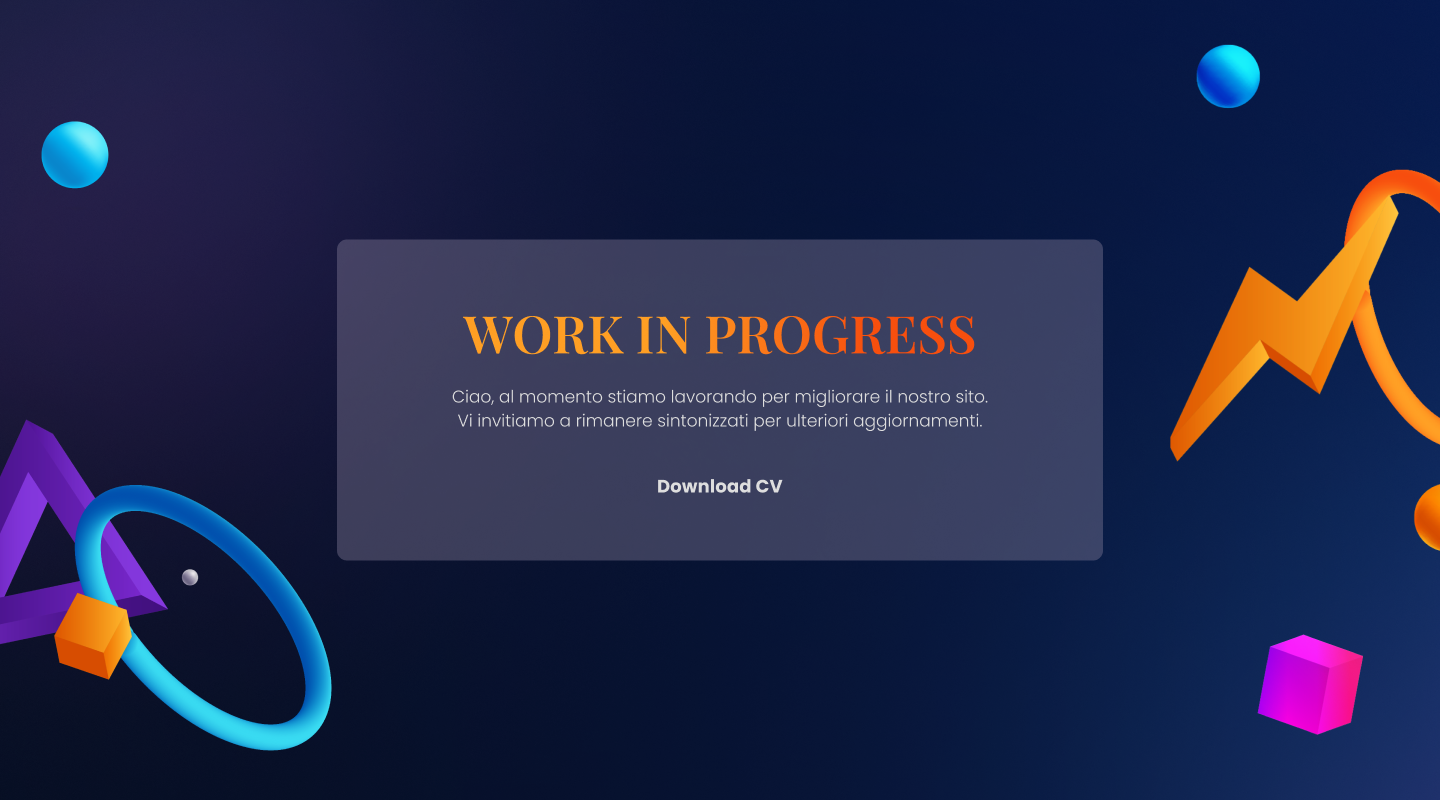 WORK IN PROGRESS
Ciao, al momento stiamo lavorando per migliorare il nostro sito.
Vi invitiamo a rimanere sintonizzati per ulteriori aggiornamenti.
Download CV